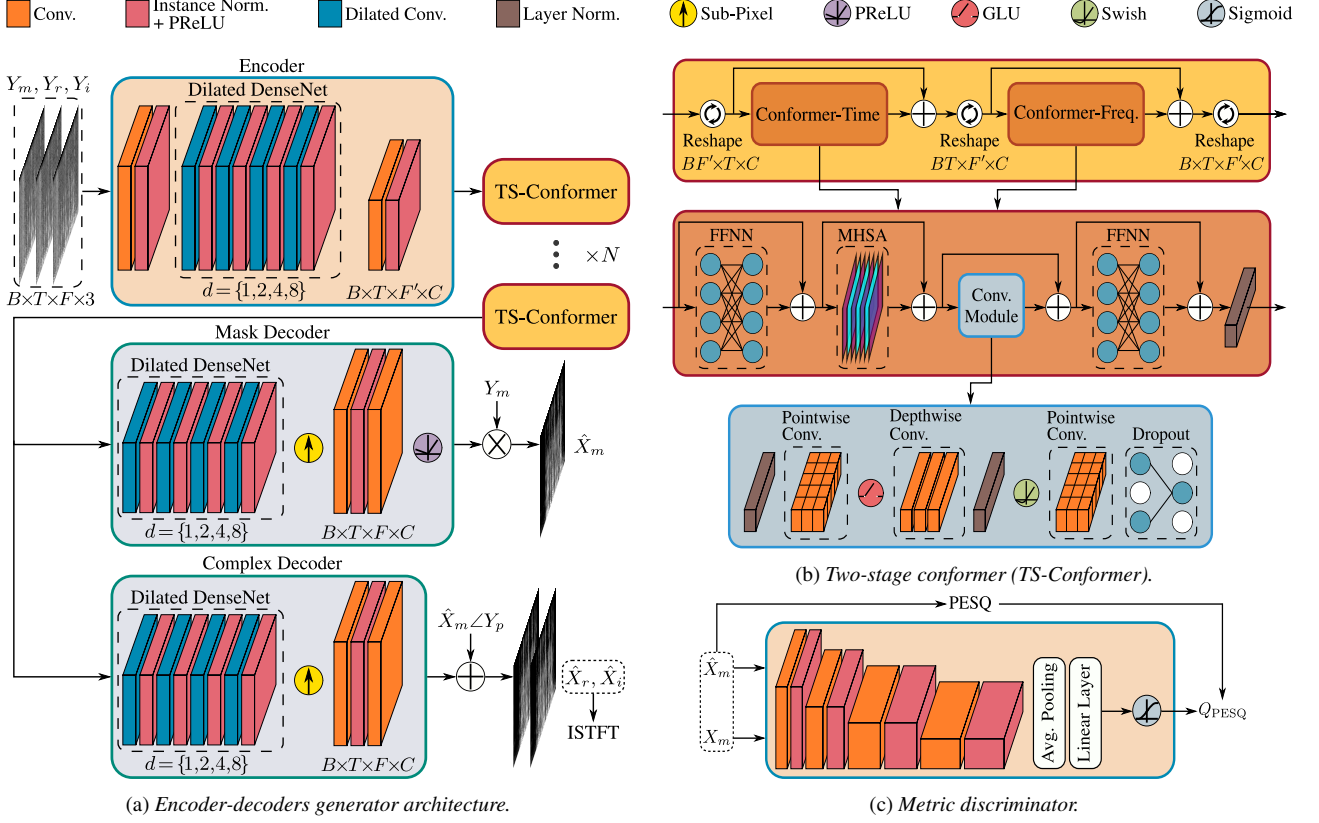 Conv.
Instance Norm.
+ PReLU
Dilated Conv.
Layer Norm.
Sub-Pixel
PReLU
GLU
Swish
Sigmoid
Encoder
Y_m, Y_r, Y_i
Dilated DenseNet
d={1,2,4,8}
B×T×F′×C
B×T×F×3
TS-Conformer
×N
TS-Conformer
Mask Decoder
Dilated DenseNet
d={1,2,4,8}
B×T×F×C
Y_m
X̂_m
Complex Decoder
Dilated DenseNet
d={1,2,4,8}
B×T×F×C
X̂_m∠Y_p
X̂_r, X̂_i
ISTFT
(a) Encoder-decoders generator architecture.
Conformer-Time
Conformer-Freq.
Reshape
BF′×T×C
Reshape
BT×F′×C
Reshape
B×T×F′×C
FFNN
MHSA
FFNN
Conv.
Module
Pointwise
Conv.
Depthwise
Conv.
Pointwise
Conv.
Dropout
(b) Two-stage conformer (TS-Conformer).
PESQ
X̂_m
X_m
Avg. Pooling
Linear Layer
Q_PESQ
(c) Metric discriminator.